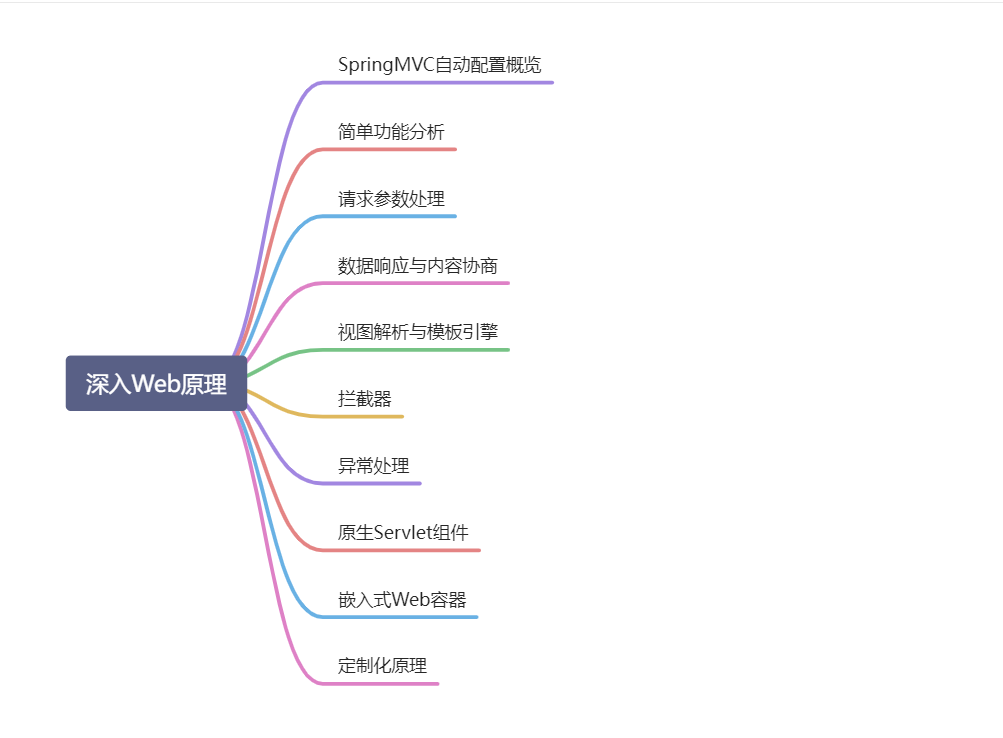 SpringMVC自动配置概览
简单功能分析
请求参数处理
数据响应与内容协商
视图解析与模板引擎
深入Web原理
拦截器
异常处理
原生Servlet组件
嵌入式Web容器
定制化原理